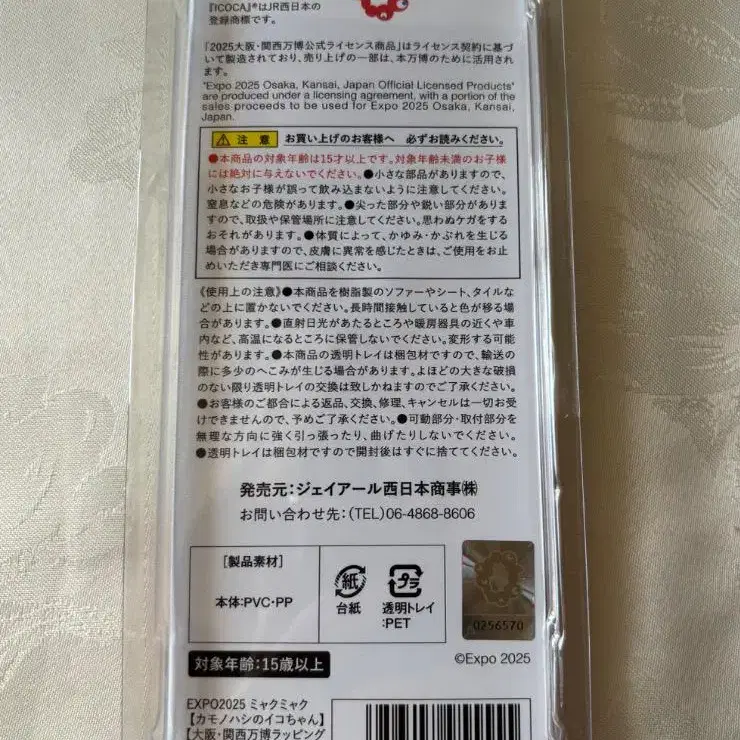 『ICOCA』®はJR西日本の
登録商標です。
「2025大阪・関西万博公式ライセンス商品」はライセンス契約に基づ
いて製造されており、売り上げの一部は、本万博のために活用されま
す。
"Expo 2025 Osaka, Kansai, Japan Official Licensed Products"
are produced under a licensing agreement, with a portion of the
sales proceeds to be used for Expo 2025 Osaka, Kansai,
Japan.
注意 お買い上げのお客様へ 必ずお読みください。
●本商品の対象年齢は15才以上です。対象年齢未満のお子様
には絶対に与えないでください。●小さな部品がありますので、
小さなお子様が誤って飲み込まないように注意してください。
窒息などの危険があります。●尖った部分や鋭い部分があり
ますので、取扱や保管場所に注意してください。思わぬケガをする
おそれがあります。●体質によって、かゆみ・かぶれを生じる
場合がありますので、皮膚に異常を感じたときは、ご使用をお止
めいただき専門医にご相談ください。
《使用上の注意》●本商品を樹脂製のソファーやシート、タイルな
どの上に置かないでください。長時間接触していると色が移る場
合があります。●直射日光があたるところや暖房器具の近くや車
内など、高温になるところに保管しないでください。変形する可能
性があります。●本商品の透明トレイは梱包材ですので、輸送の
際に多少のへこみが生じる場合があります。よほどの大きな破損
のない限り透明トレイの交換は致しかねますのでご了承ください。
●お客様のご都合による返品、交換、修理、キャンセルは一切お受
けできませんので、予めご了承ください。●可動部分・取付部分を
無理な方向に強く引っ張ったり、曲げたりしないでください。
●透明トレイは梱包材ですので開封後はすぐに捨ててください。
発売元:ジェイアール西日本商事㈱
お問い合わせ先:(TEL)06-4868-8606
［製品素材］
本体:PVC・PP
紙
台紙
プラ
透明トレイ
:PET
0256570
©Expo 2025
対象年齢:15歳以上
EXPO2025 ミャクミャク
【カモノハシのイコちゃん】
【大阪・関西万博ラッピング